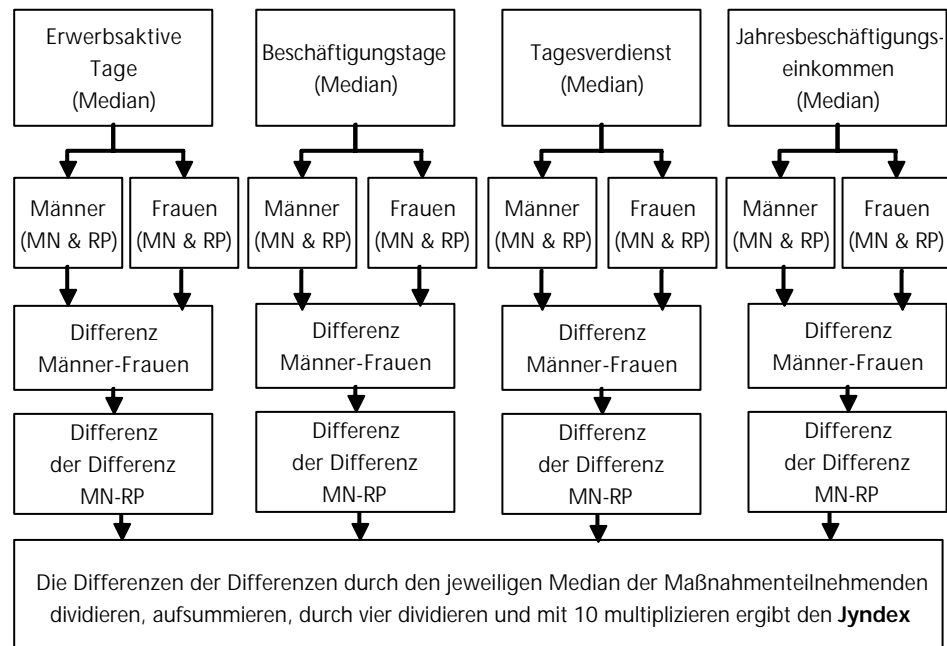 Erwerbsaktive
Tage
(Median)
Beschäftigungstage
(Median)
Tagesverdienst
(Median)
Jahresbeschäftigungs-
einkommen
(Median)
Männer
(MN & RP)
Frauen
(MN & RP)
Männer
(MN & RP)
Frauen
(MN & RP)
Männer
(MN & RP)
Frauen
(MN & RP)
Männer
(MN & RP)
Frauen
(MN & RP)
Differenz
Männer-Frauen
Differenz
Männer-Frauen
Differenz
Männer-Frauen
Differenz
Männer-Frauen
Differenz
der Differenz
MN-RP
Differenz
der Differenz
MN-RP
Differenz
der Differenz
MN-RP
Differenz
der Differenz
MN-RP
Die Differenzen der Differenzen durch den jeweiligen Median der Maßnahmenteilnehmenden
dividieren, aufsummieren, durch vier dividieren und mit 10 multiplizieren ergibt den Jyndex